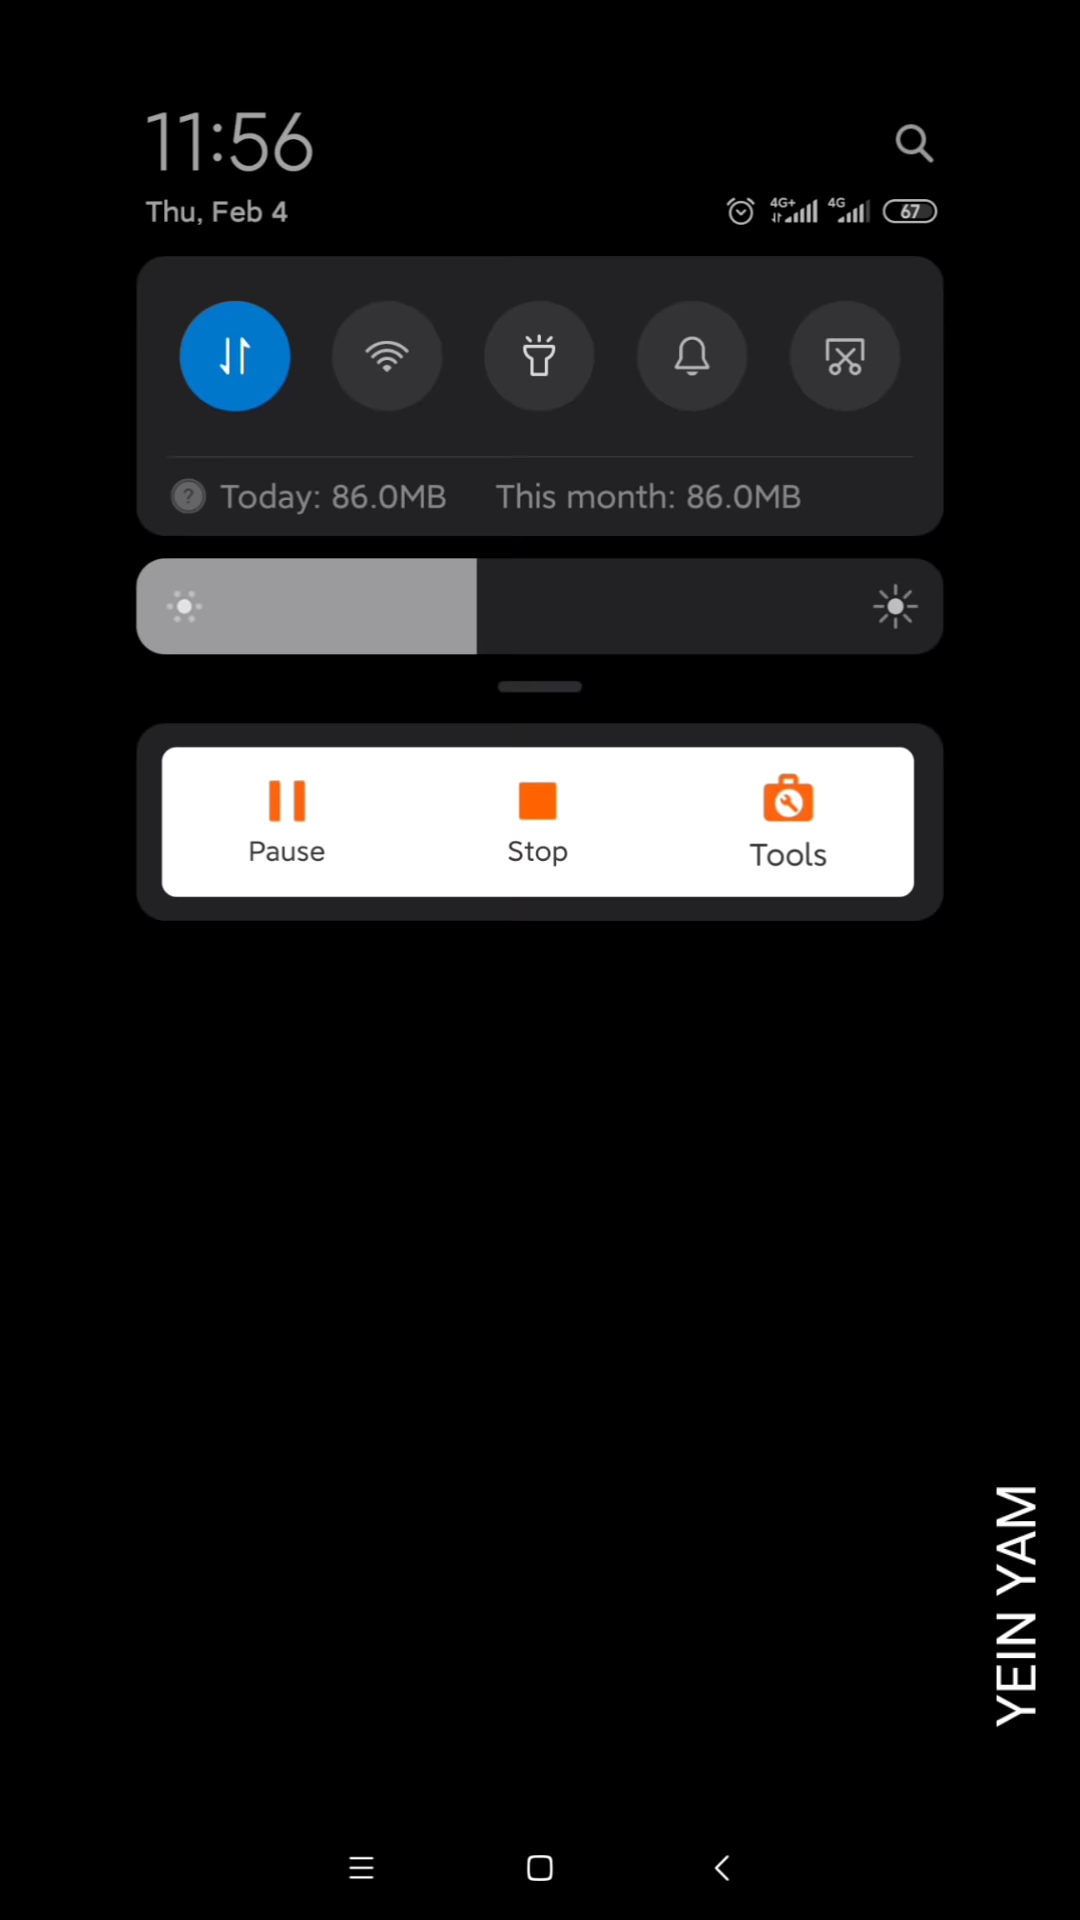 11:56
Thu, Feb 4
4G+ 4G 67
? Today: 86.0MB This month: 86.0MB
Pause Stop Tools
YEIN YAM